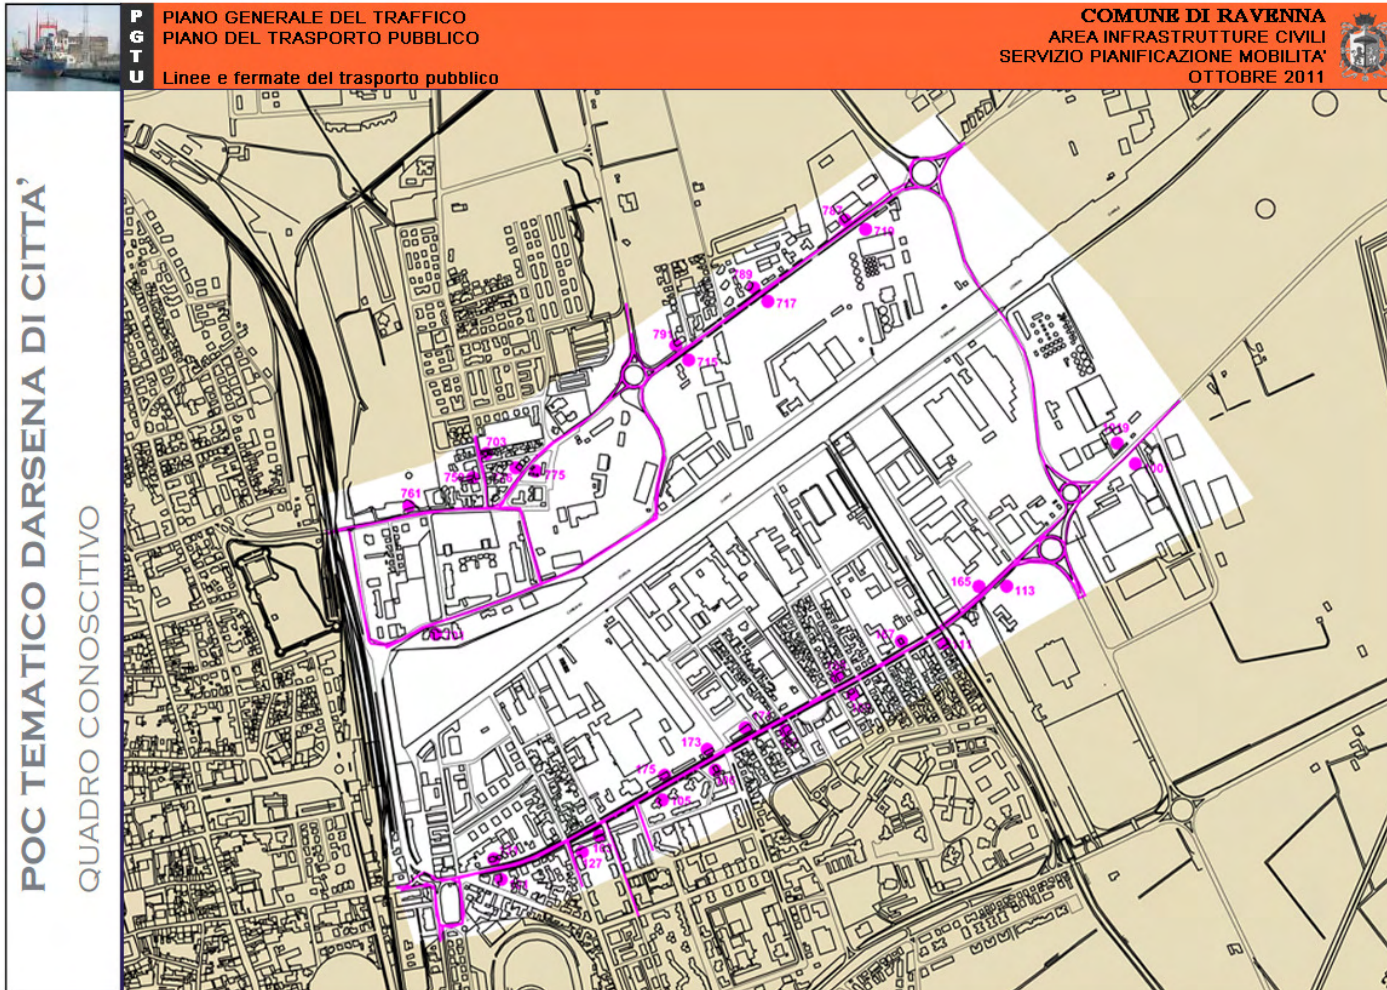 P
G
T
U
PIANO GENERALE DEL TRAFFICO
PIANO DEL TRASPORTO PUBBLICO
Linee e fermate del trasporto pubblico
COMUNE DI RAVENNA
AREA INFRASTRUTTURE CIVILI
SERVIZIO PIANIFICAZIONE MOBILITA'
OTTOBRE 2011
POC TEMATICO DARSENA DI CITTA'
QUADRO CONOSCITIVO
787
719
789
717
791
715
703
775
761
1019
165
113
167
111
173
175
105
127